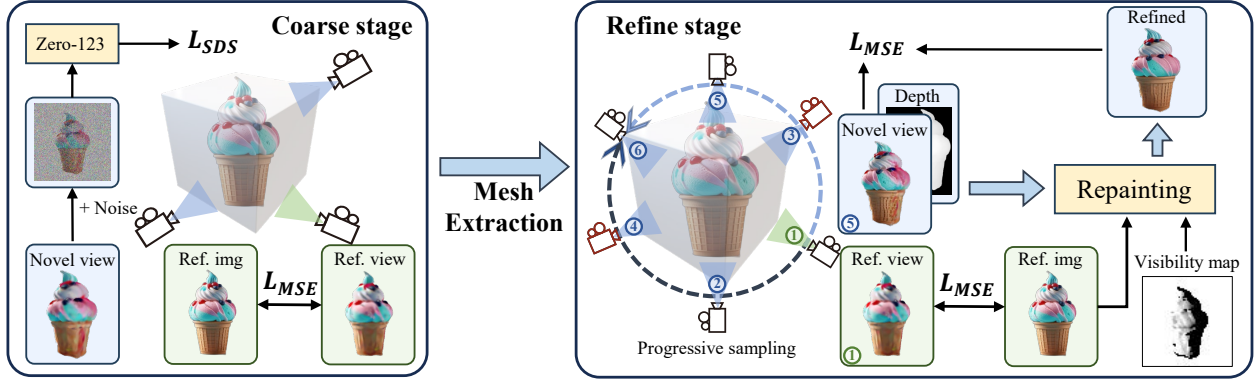 Coarse stage
Zero-123
L_SDS
+ Noise
Novel view
Ref. img
L_MSE
Ref. view
Mesh
Extraction
Refine stage
⑤
③
⑥
④
①
②
Progressive sampling
L_MSE
Depth
Novel view
⑤
Refined
Repainting
Ref. view
①
L_MSE
Ref. img
Visibility map